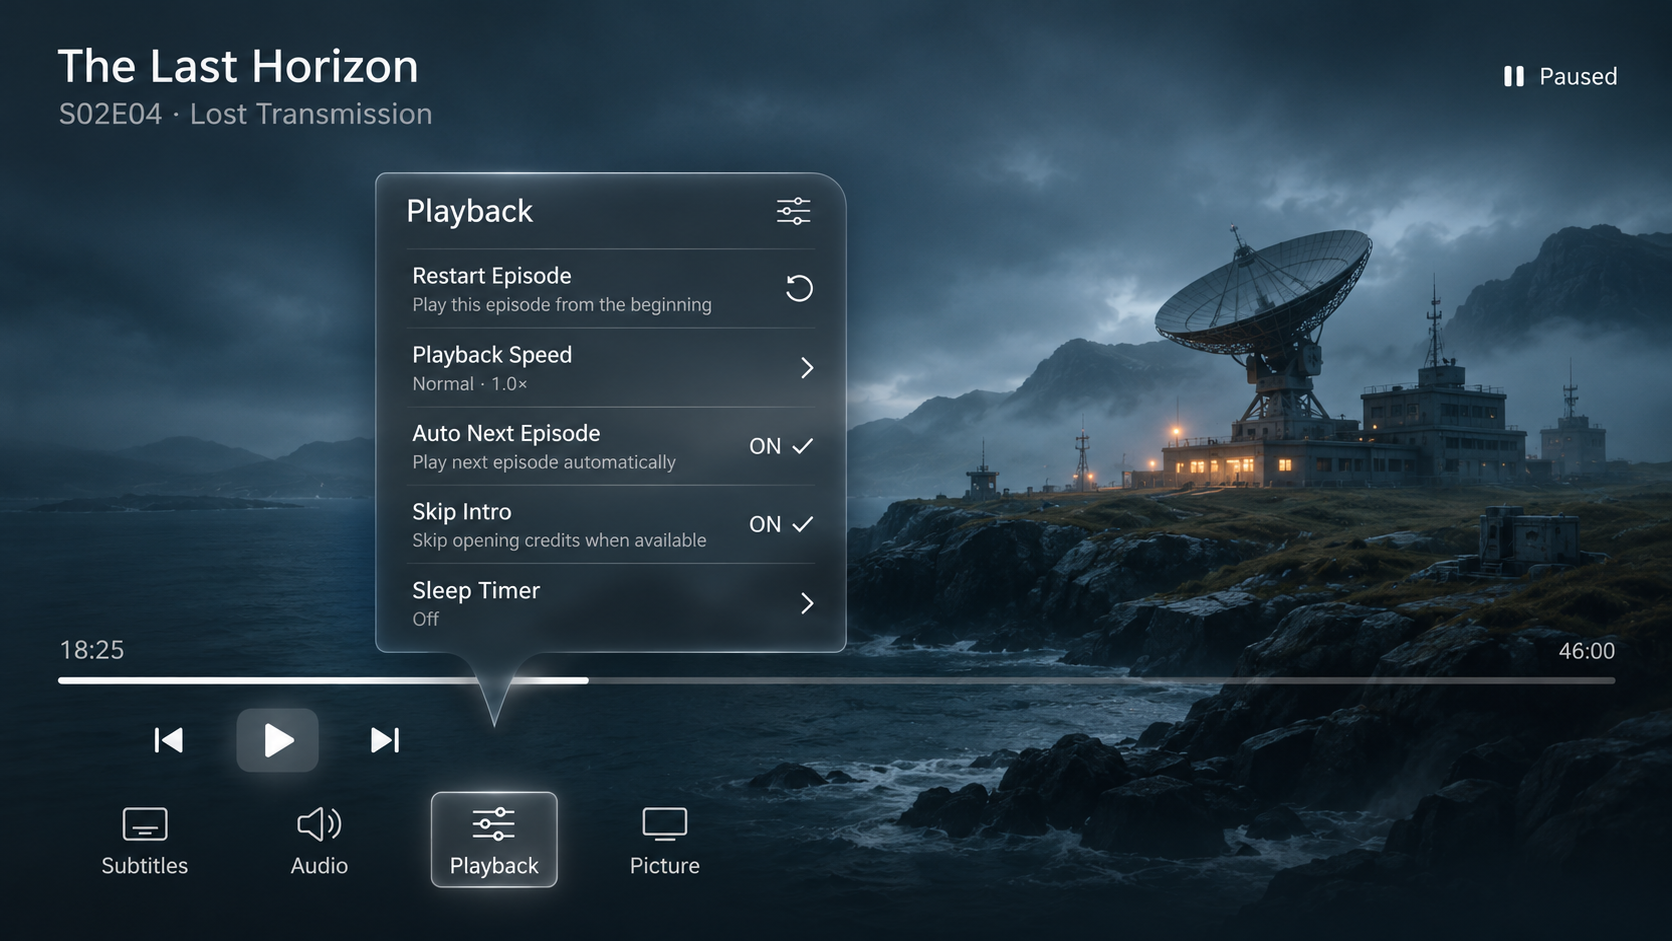 The Last Horizon
S02E04 · Lost Transmission
Paused
Playback
Restart Episode
Play this episode from the beginning
Playback Speed
Normal · 1.0×
Auto Next Episode
Play next episode automatically
ON
Skip Intro
Skip opening credits when available
ON
Sleep Timer
Off
18:25
46:00
Subtitles
Audio
Playback
Picture